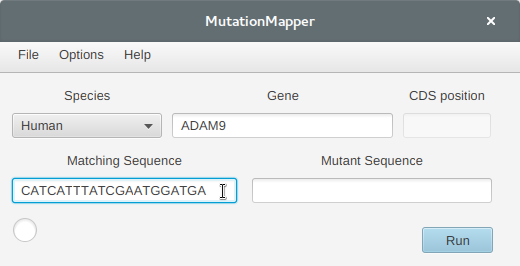 MutationMapper
File Options Help
Species Gene CDS position
Human ADAM9
Matching Sequence Mutant Sequence
CATCATTTATCGAATGGATGA
Run